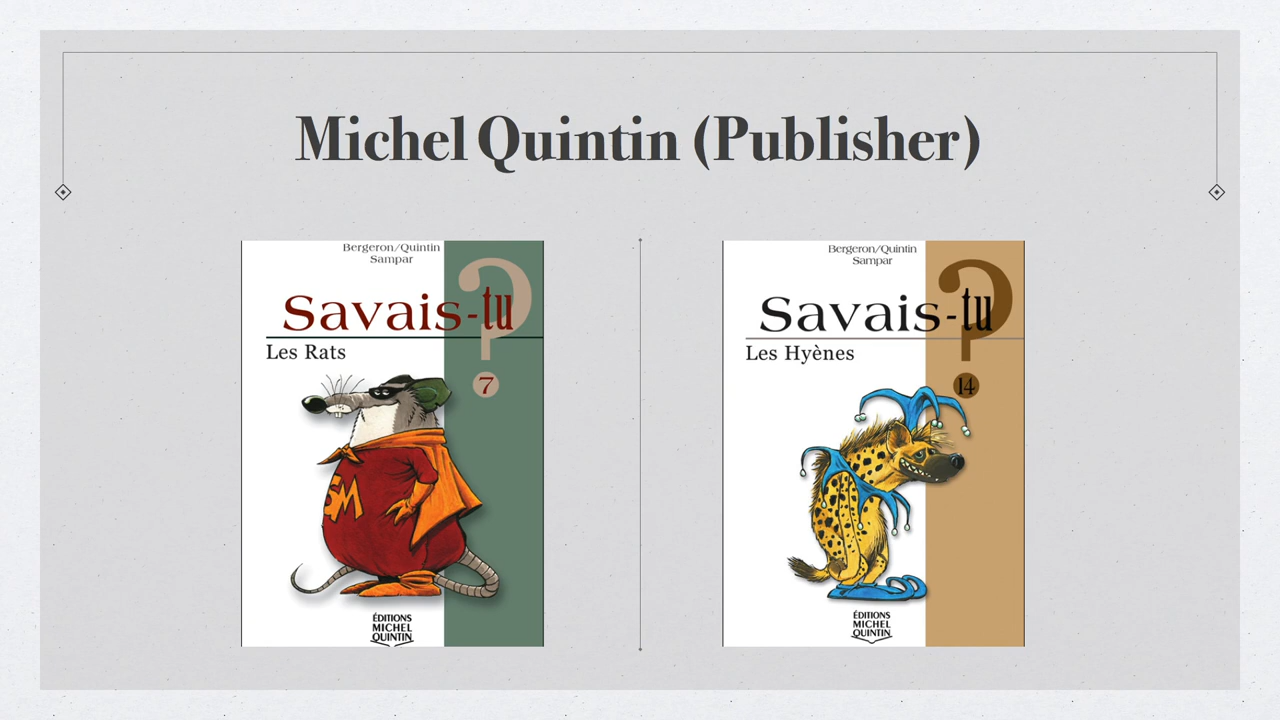 Michel Quintin (Publisher)
Bergeron/Quintin
Sampar
?
Savais-tu
Les Rats
7
SM
ÉDITIONS
MICHEL
QUINTIN
Bergeron/Quintin
Sampar
?
Savais-tu
Les Hyènes
14
ÉDITIONS
MICHEL
QUINTIN